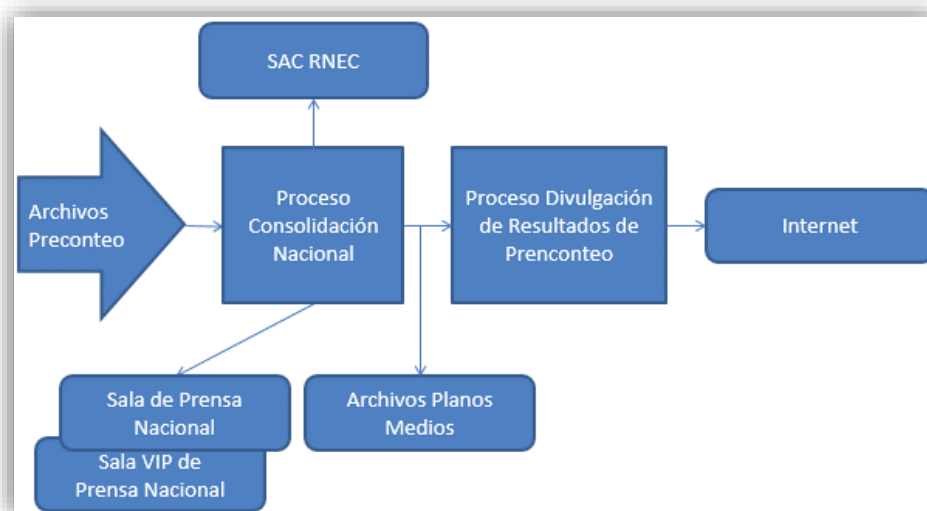 SAC RNEC
Archivos
Preconteo
Proceso
Consolidación
Nacional
Proceso Divulgación
de Resultados de
Prenconteo
Internet
Sala de Prensa
Nacional
Archivos Planos
Medios
Sala VIP de
Prensa Nacional